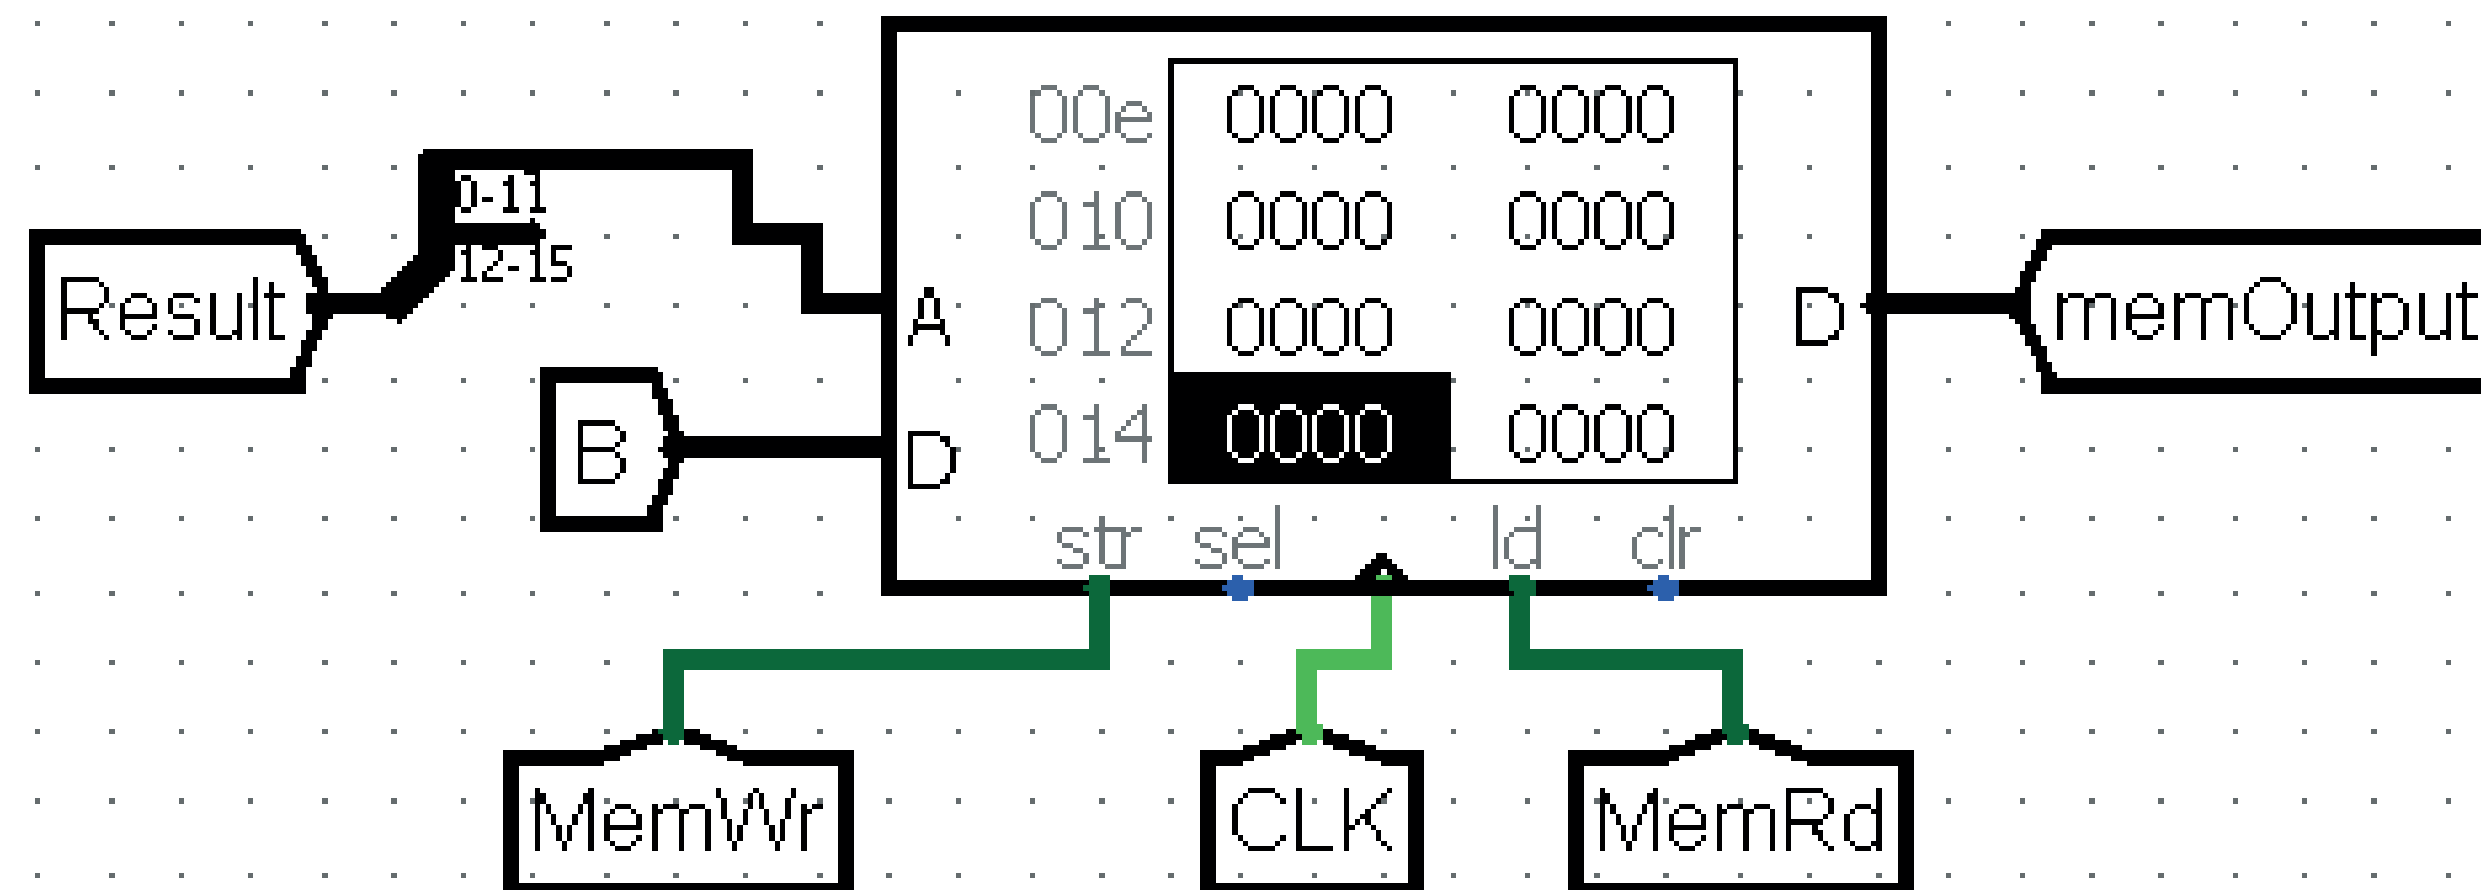 00e 0000 0000
0-11
010 0000 0000
12-15
Result
A
012 0000 0000
D
memOutput
B
D
014 0000 0000
str sel ld clr
MemWr
CLK
MemRd